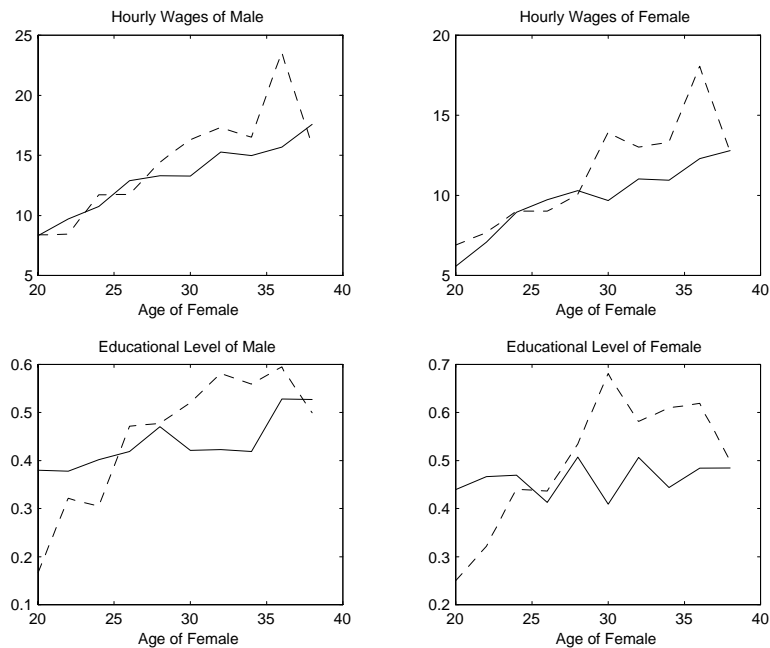 Hourly Wages of Male
25
20
15
10
5
20 25 30 35 40
Age of Female
Hourly Wages of Female
20
15
10
5
20 25 30 35 40
Age of Female
Educational Level of Male
0.6
0.5
0.4
0.3
0.2
0.1
20 25 30 35 40
Age of Female
Educational Level of Female
0.7
0.6
0.5
0.4
0.3
0.2
20 25 30 35 40
Age of Female